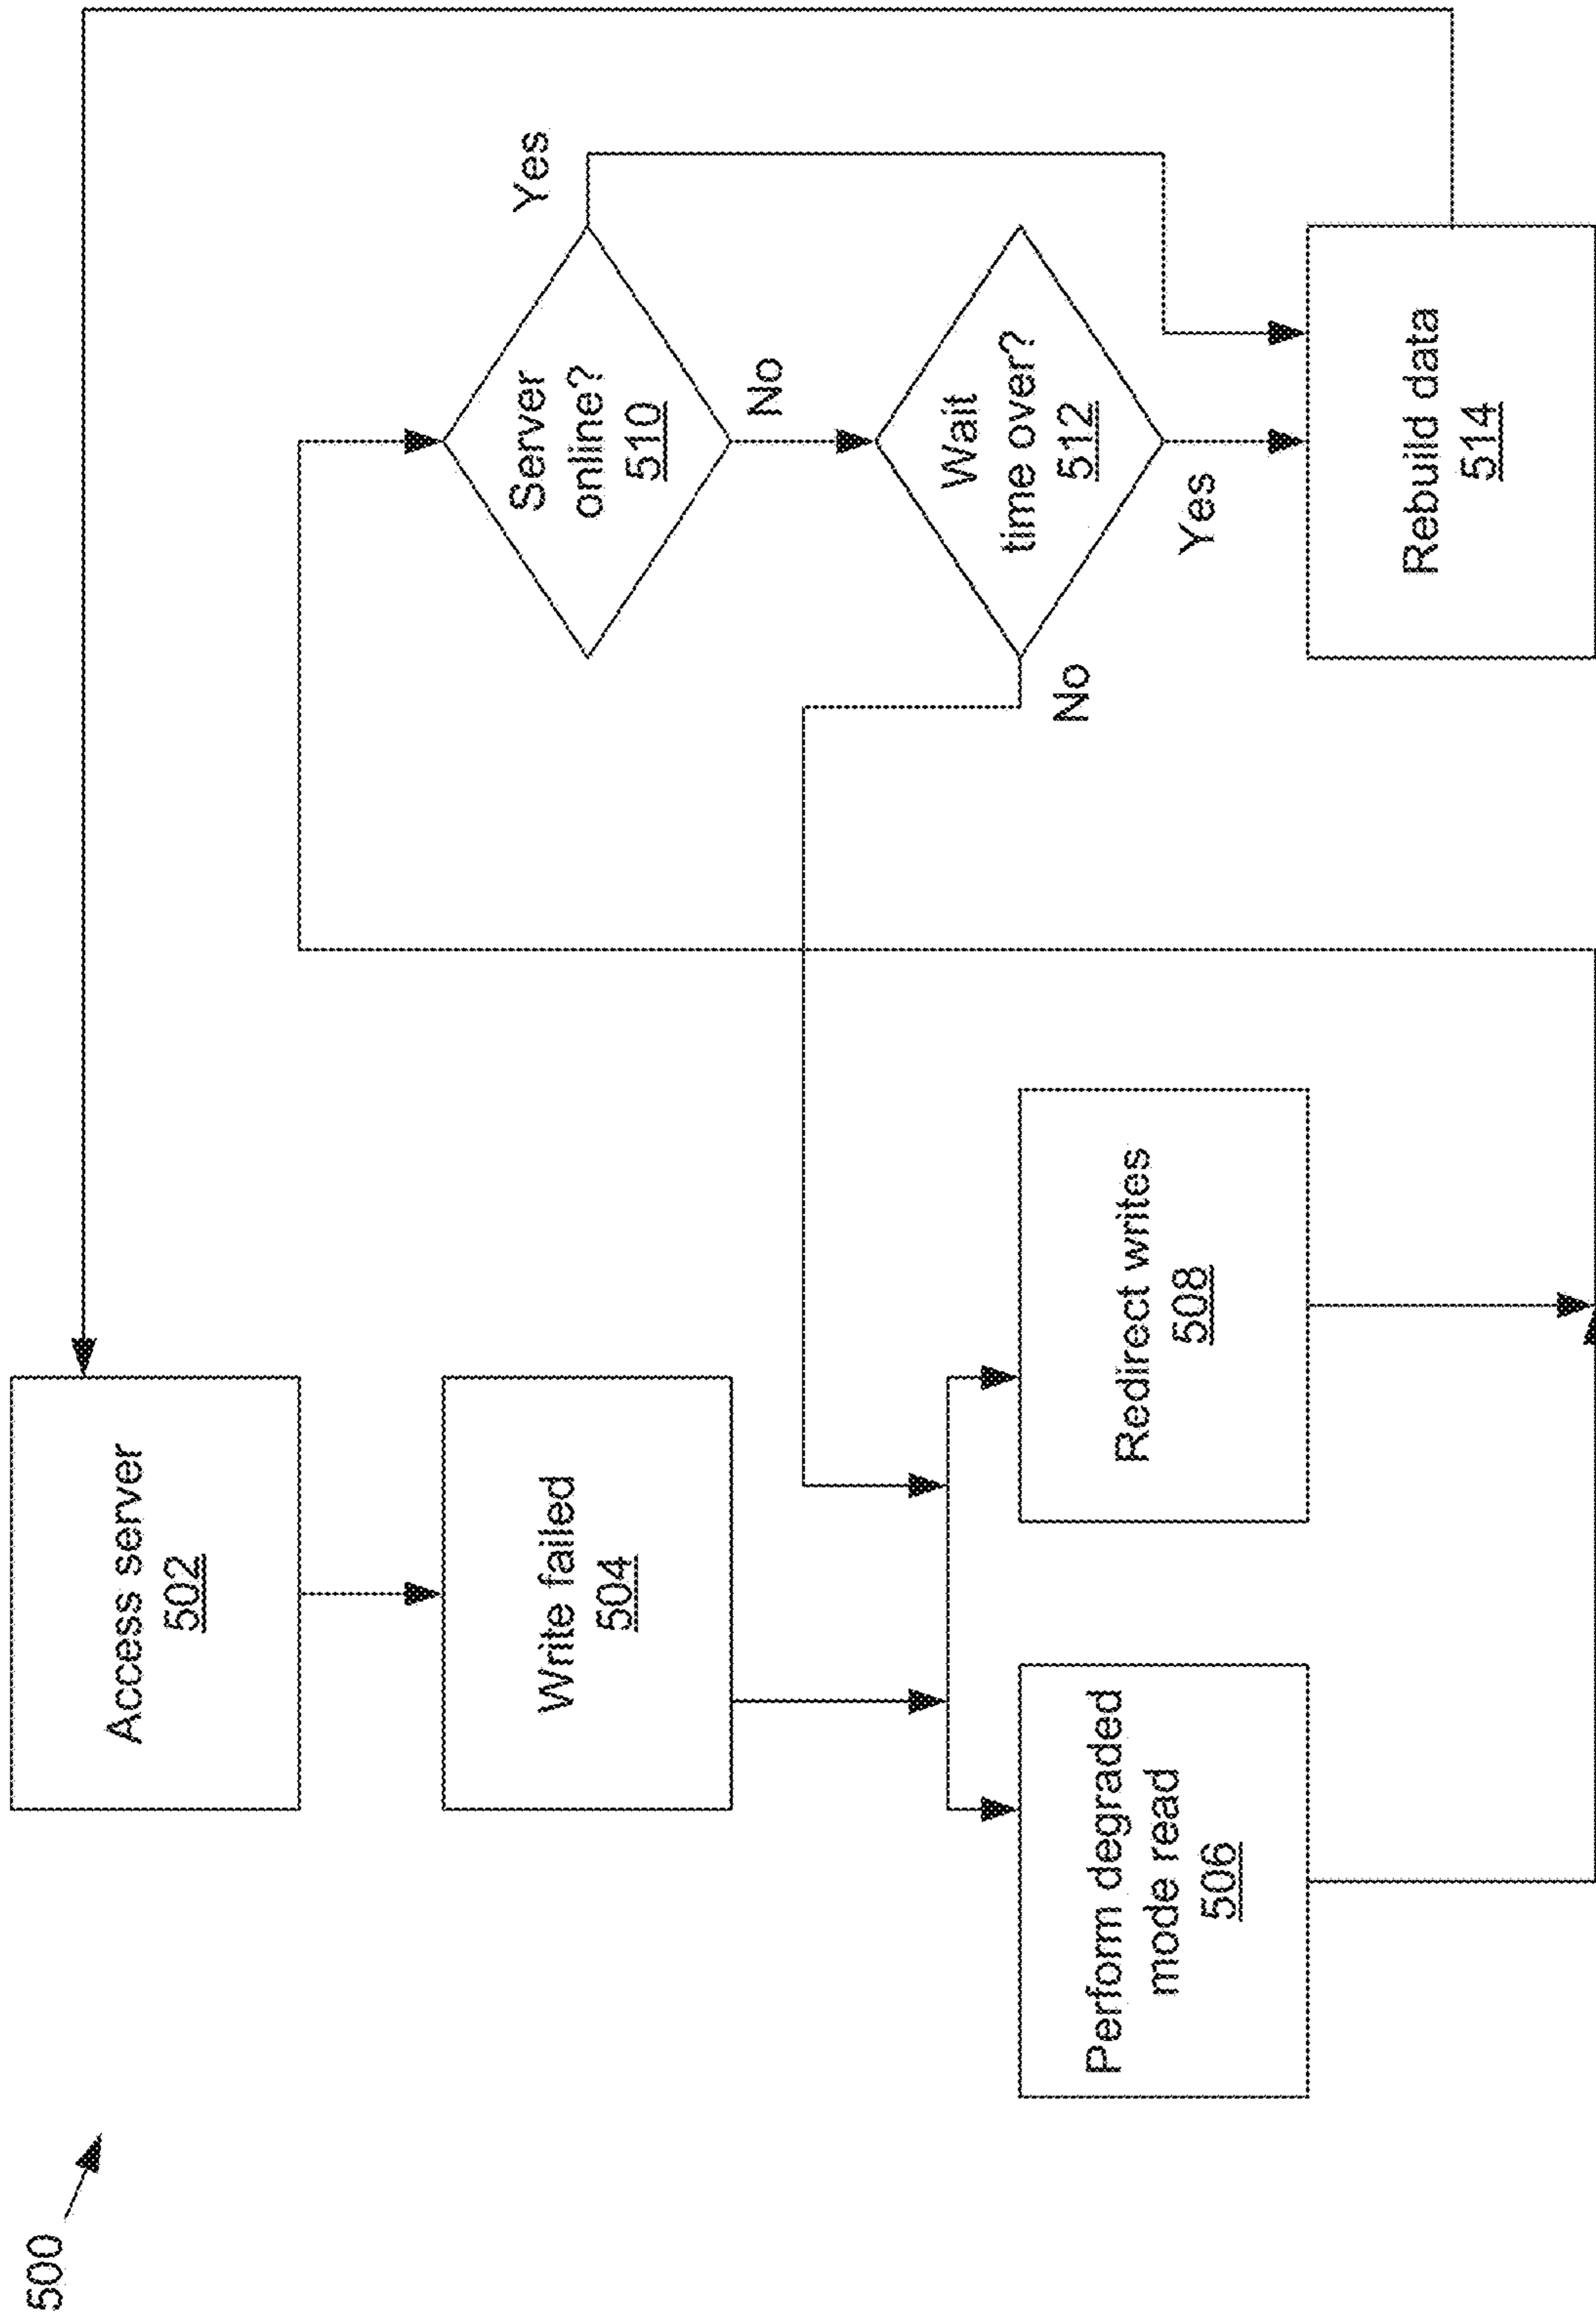 500
Access server
502
Write failed
504
Perform degraded
mode read
506
Redirect writes
508
Server
online?
510
Yes
No
Wait
time over?
512
No
Yes
Rebuild data
514